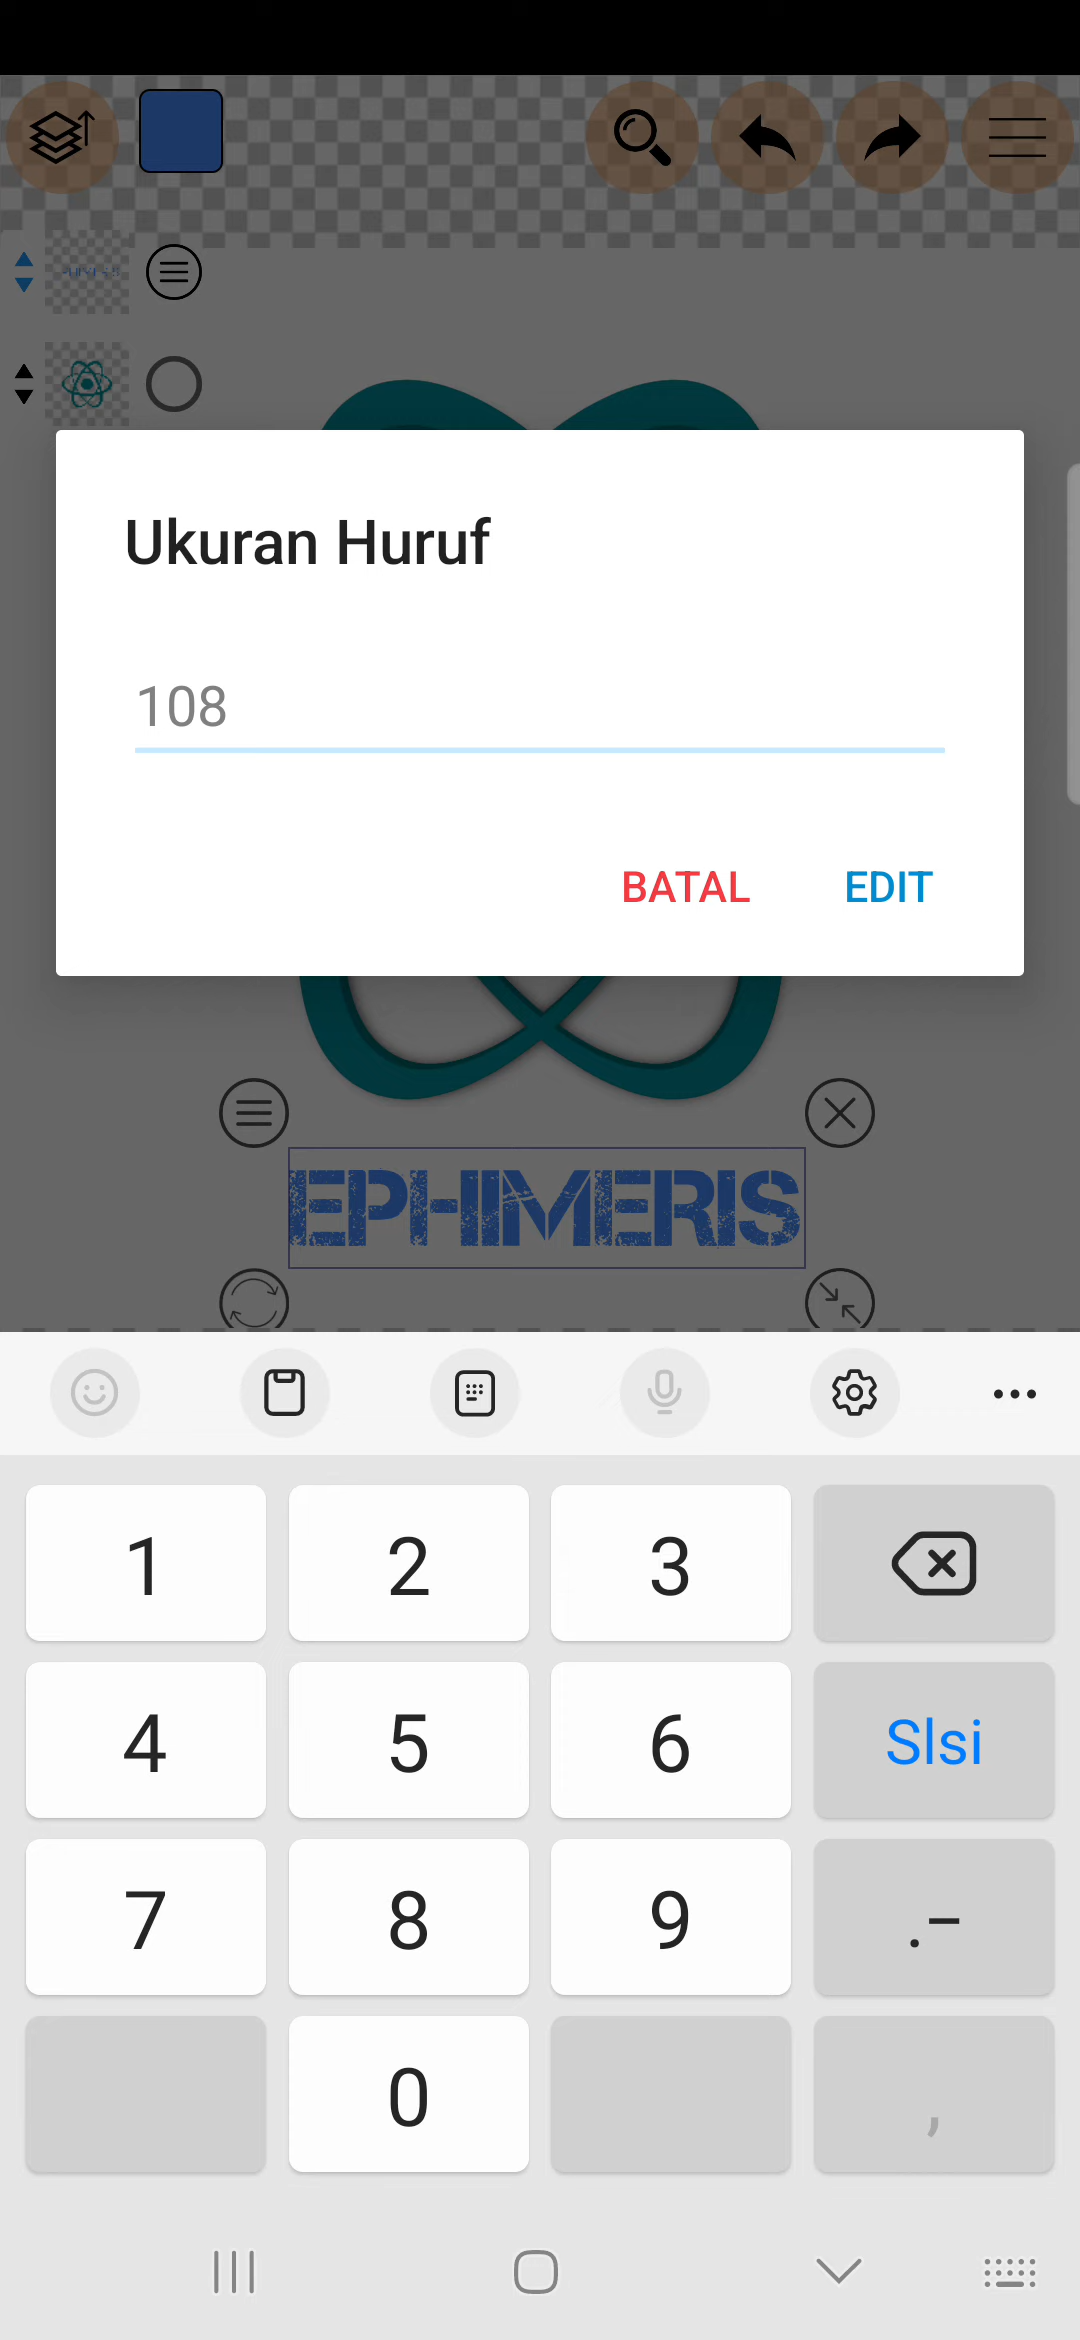 Ukuran Huruf
108
BATAL EDIT
EPHIMERIS
1 2 3
4 5 6 Slsi
7 8 9 .-
0 ,